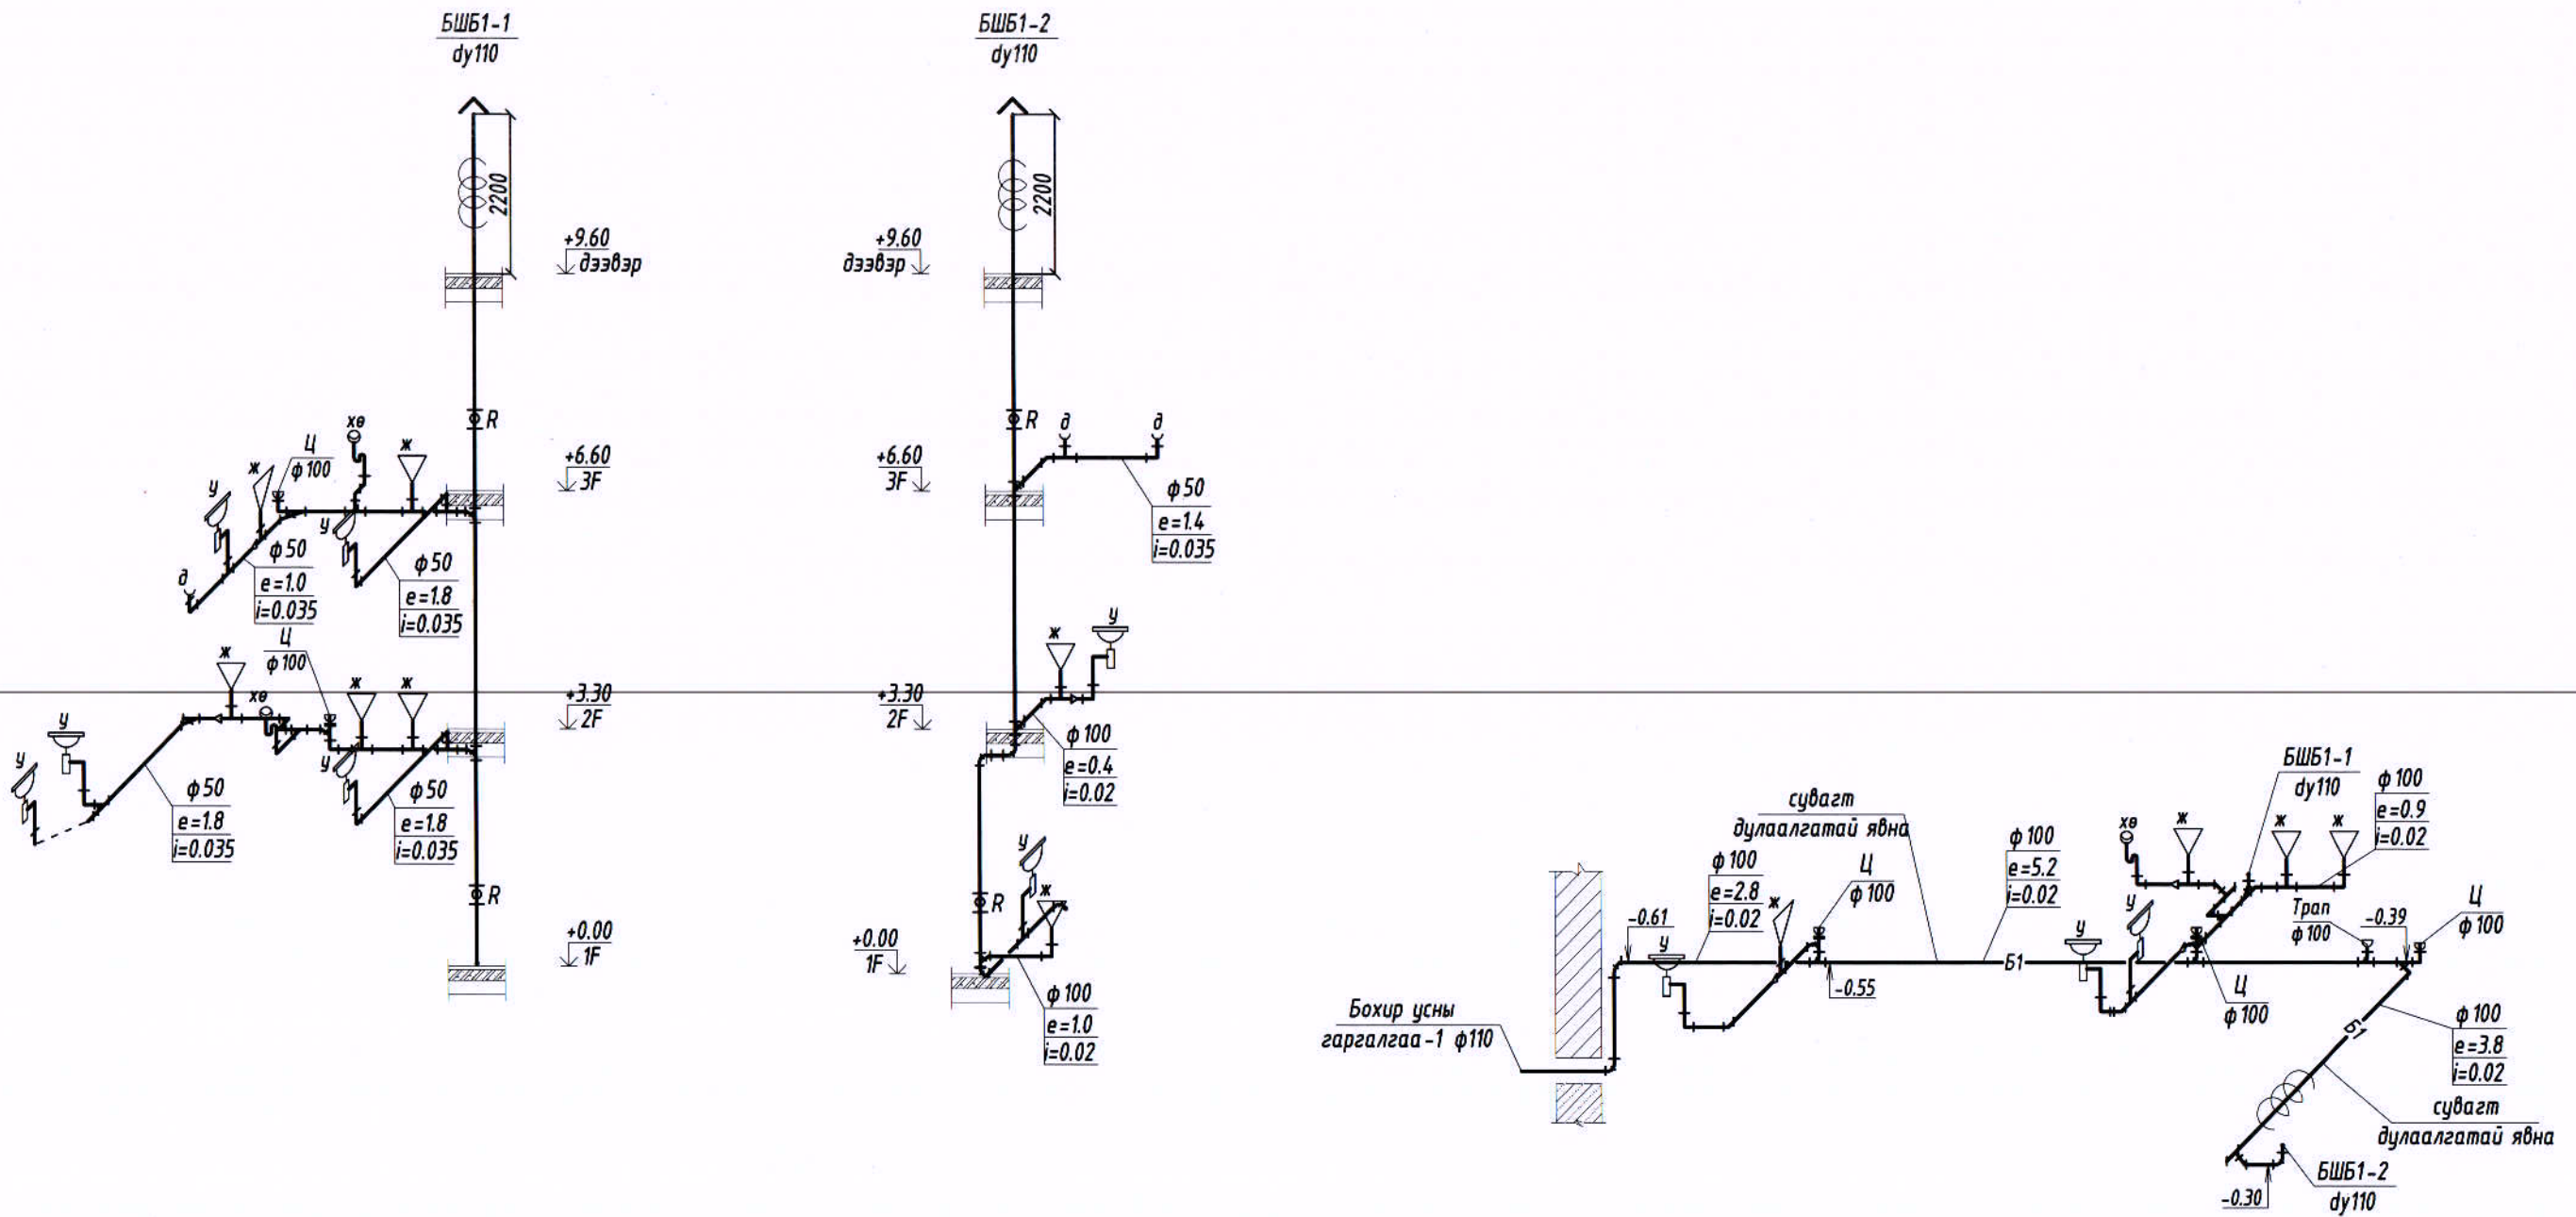 БШБ1-1
dy110
2200
+9.60
дээвэр
R
+6.60
3F
хө
ж
Ц
ф100
ж
у
у
д
ф50
e=1.0
i=0.035
ф50
e=1.8
i=0.035
Ц
ф100
ж
хө
ж
ж
у
у
у
+3.30
2F
ф50
e=1.8
i=0.035
ф50
e=1.8
i=0.035
R
+0.00
1F
БШБ1-2
dy110
2200
+9.60
дээвэр
R
д
д
+6.60
3F
ф50
e=1.4
i=0.035
ж
у
+3.30
2F
ф100
e=0.4
i=0.02
у
ж
R
+0.00
1F
ф100
e=1.0
i=0.02
БШБ1-1
dy110
ф100
e=0.9
i=0.02
сувагт
дулаалгатай явна
ф100
e=5.2
i=0.02
ф100
e=2.8
i=0.02
Ц
ф100
хө
ж
ж
ж
-0.61
у
ж
у
у
Трап
ф100
-0.39
Ц
ф100
Б1
-0.55
Ц
ф100
Бохир усны
гаргалгаа-1 ф110
Б1
ф100
e=3.8
i=0.02
сувагт
дулаалгатай явна
БШБ1-2
dy110
-0.30